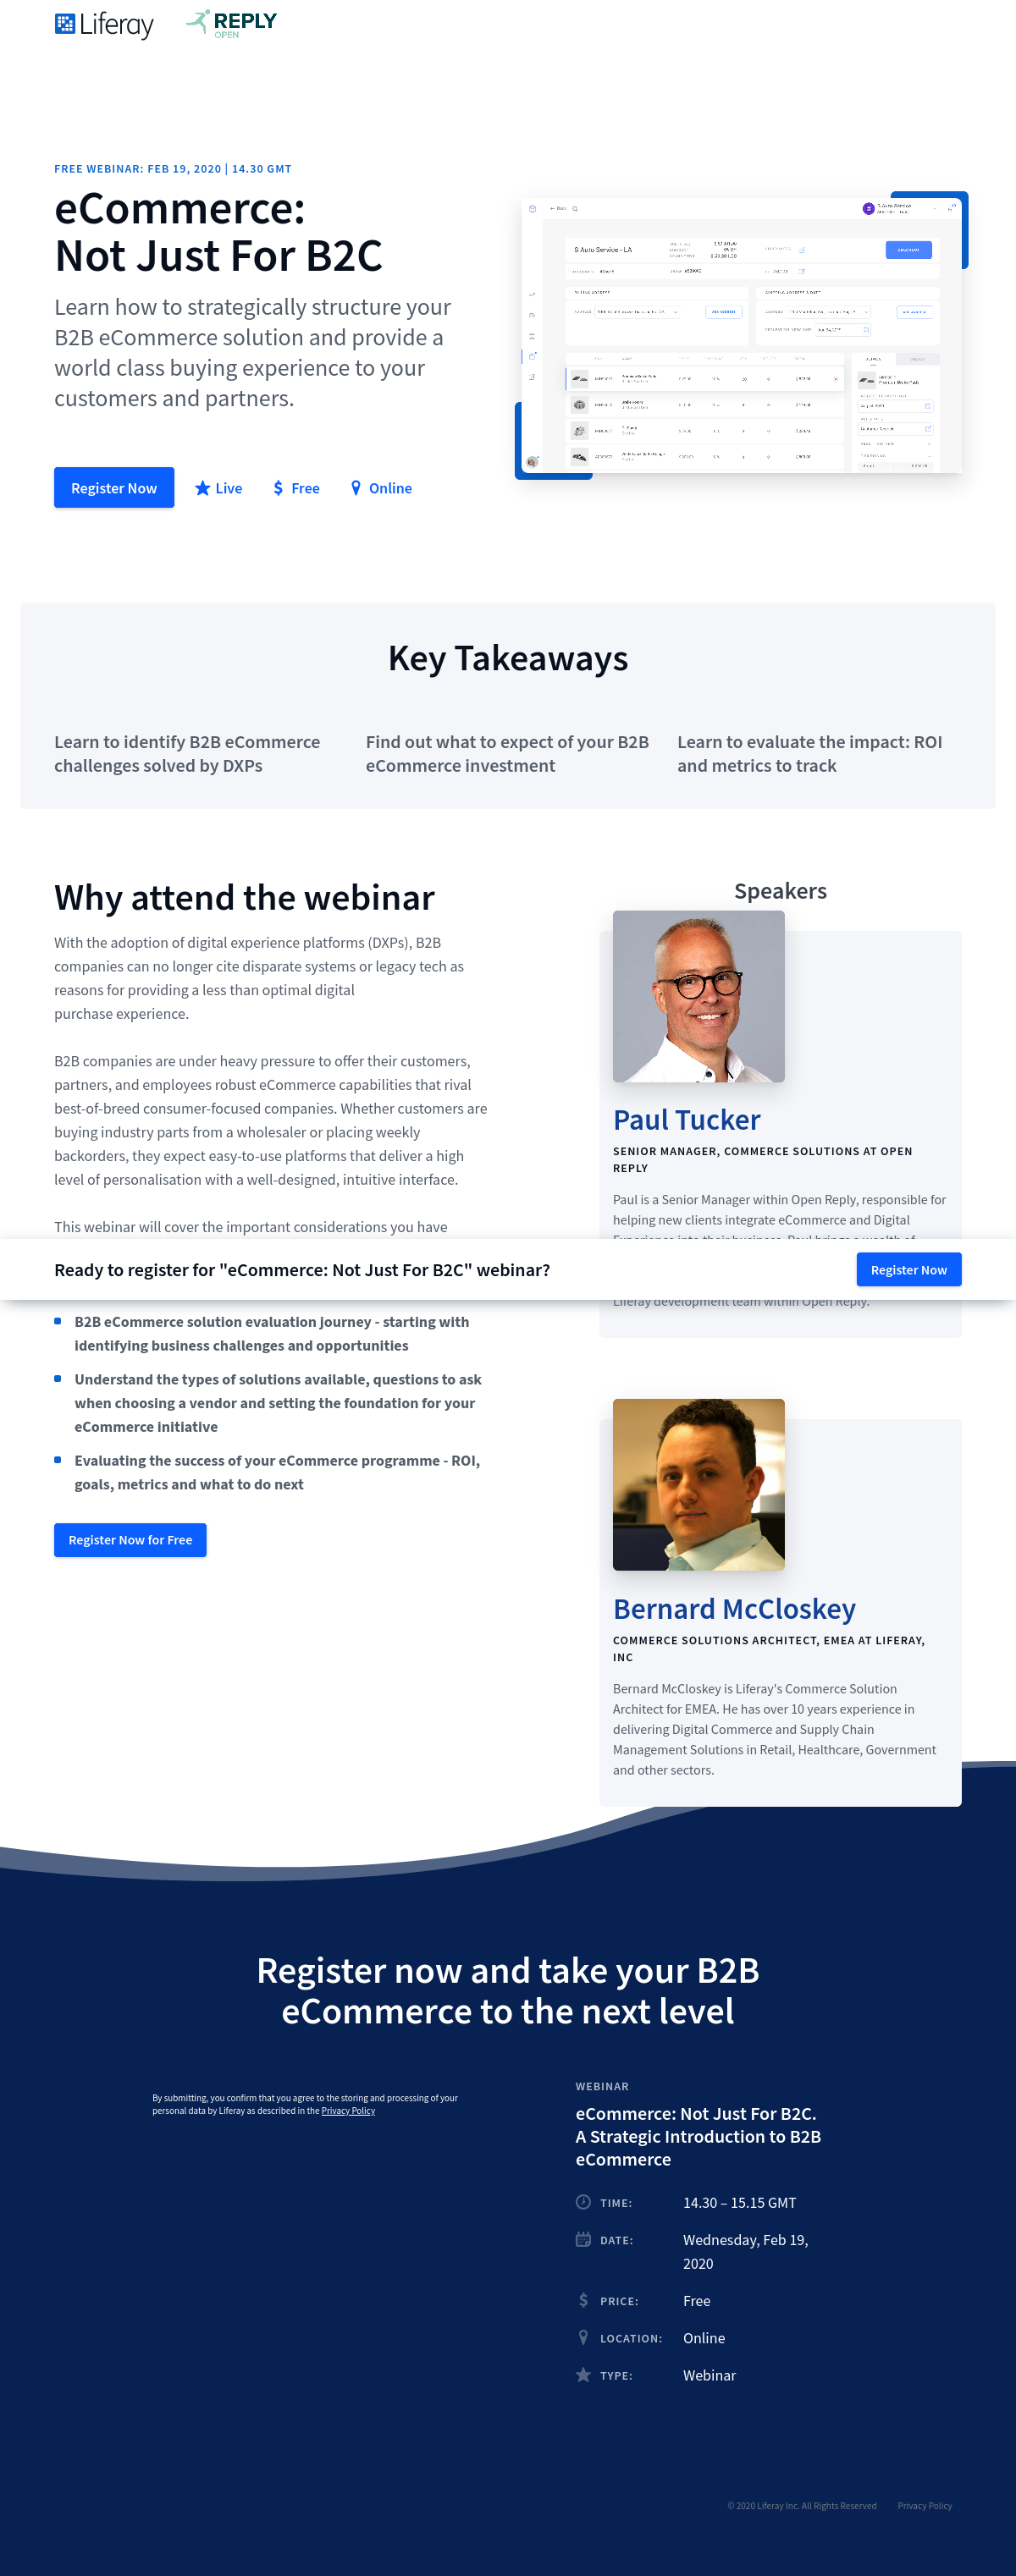 Liferay
REPLY
OPEN
FREE WEBINAR: FEB 19, 2020 | 14.30 GMT
eCommerce:
Not Just For B2C
Learn how to strategically structure your
B2B eCommerce solution and provide a
world class buying experience to your
customers and partners.
Register Now
Live
Free
Online
S Auto Service - LA
Key Takeaways
Learn to identify B2B eCommerce
challenges solved by DXPs
Find out what to expect of your B2B
eCommerce investment
Learn to evaluate the impact: ROI
and metrics to track
Why attend the webinar
With the adoption of digital experience platforms (DXPs), B2B
companies can no longer cite disparate systems or legacy tech as
reasons for providing a less than optimal digital
purchase experience.
B2B companies are under heavy pressure to offer their customers,
partners, and employees robust eCommerce capabilities that rival
best-of-breed consumer-focused companies. Whether customers are
buying industry parts from a wholesaler or placing weekly
backorders, they expect easy-to-use platforms that deliver a high
level of personalisation with a well-designed, intuitive interface.
This webinar will cover the important considerations you have
Speakers
Paul Tucker
SENIOR MANAGER, COMMERCE SOLUTIONS AT OPEN
REPLY
Paul is a Senior Manager within Open Reply, responsible for
helping new clients integrate eCommerce and Digital
Ready to register for "eCommerce: Not Just For B2C" webinar?
Register Now
Liferay development team within Open Reply.
B2B eCommerce solution evaluation journey - starting with
identifying business challenges and opportunities
Understand the types of solutions available, questions to ask
when choosing a vendor and setting the foundation for your
eCommerce initiative
Evaluating the success of your eCommerce programme - ROI,
goals, metrics and what to do next
Register Now for Free
Bernard McCloskey
COMMERCE SOLUTIONS ARCHITECT, EMEA AT LIFERAY,
INC
Bernard McCloskey is Liferay's Commerce Solution
Architect for EMEA. He has over 10 years experience in
delivering Digital Commerce and Supply Chain
Management Solutions in Retail, Healthcare, Government
and other sectors.
Register now and take your B2B
eCommerce to the next level
By submitting, you confirm that you agree to the storing and processing of your
personal data by Liferay as described in the Privacy Policy
WEBINAR
eCommerce: Not Just For B2C.
A Strategic Introduction to B2B
eCommerce
TIME: 14.30 – 15.15 GMT
DATE: Wednesday, Feb 19,
2020
PRICE: Free
LOCATION: Online
TYPE: Webinar
© 2020 Liferay Inc. All Rights Reserved
Privacy Policy